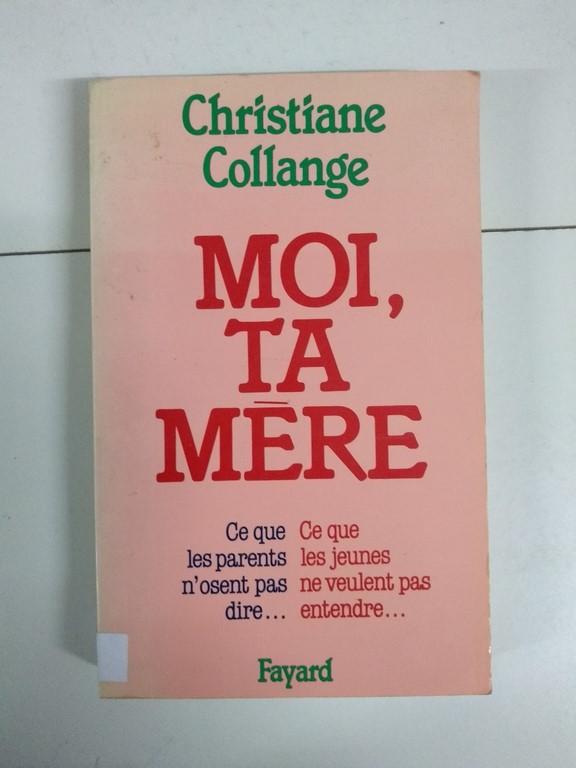 Christiane
Collange
MOI,
TA
MÈRE
Ce que
les parents
n'osent pas
dire...
Ce que
les jeunes
ne veulent pas
entendre...
Fayard